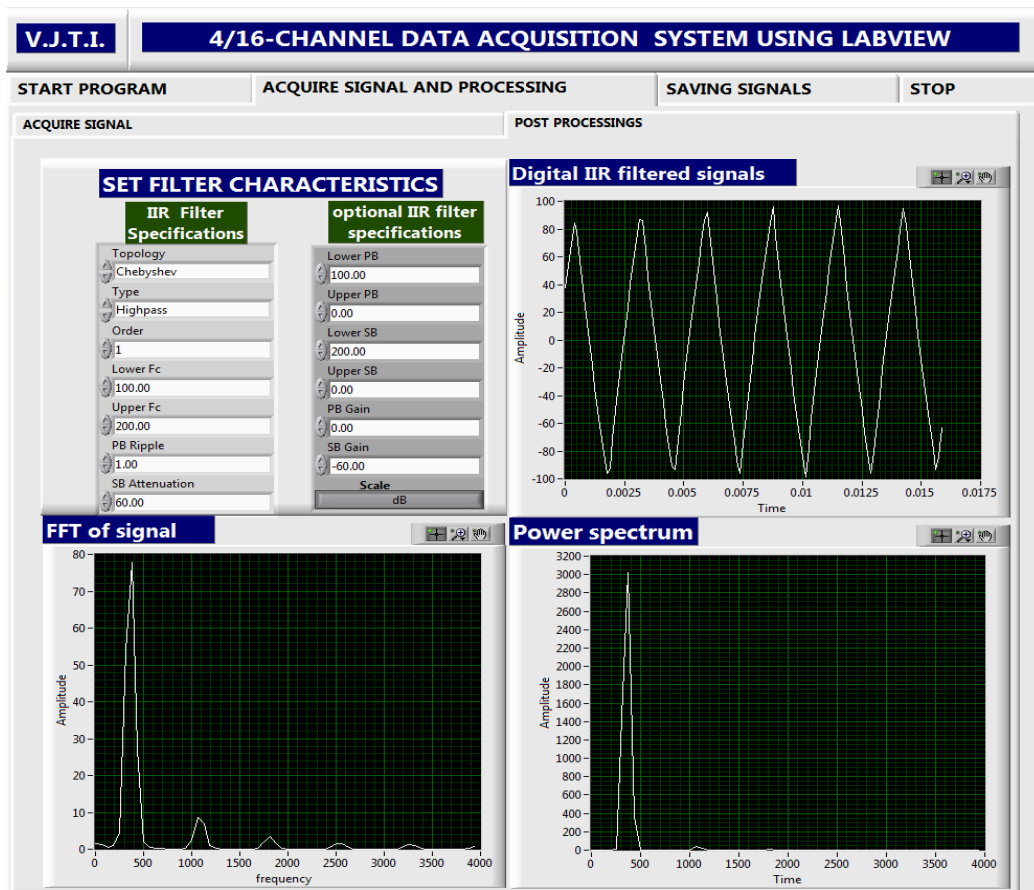 V.J.T.I.
4/16-CHANNEL DATA ACQUISITION SYSTEM USING LABVIEW
START PROGRAM
ACQUIRE SIGNAL AND PROCESSING
SAVING SIGNALS
STOP
ACQUIRE SIGNAL
POST PROCESSINGS
SET FILTER CHARACTERISTICS
IIR Filter
Specifications
Topology
Chebyshev
Type
Highpass
Order
1
Lower Fc
100.00
Upper Fc
200.00
PB Ripple
1.00
SB Attenuation
60.00
optional IIR filter
specifications
Lower PB
100.00
Upper PB
0.00
Lower SB
200.00
Upper SB
0.00
PB Gain
0.00
SB Gain
-60.00
Scale
dB
Digital IIR filtered signals
Amplitude
100
80
60
40
20
0
-20
-40
-60
-80
-100
0 0.0025 0.005 0.0075 0.01 0.0125 0.015 0.0175
Time
FFT of signal
Amplitude
80
70
60
50
40
30
20
10
0
0 500 1000 1500 2000 2500 3000 3500 4000
frequency
Power spectrum
Amplitude
3200
3000
2800
2600
2400
2200
2000
1800
1600
1400
1200
1000
800
600
400
200
0
0 500 1000 1500 2000 2500 3000 3500 4000
Time